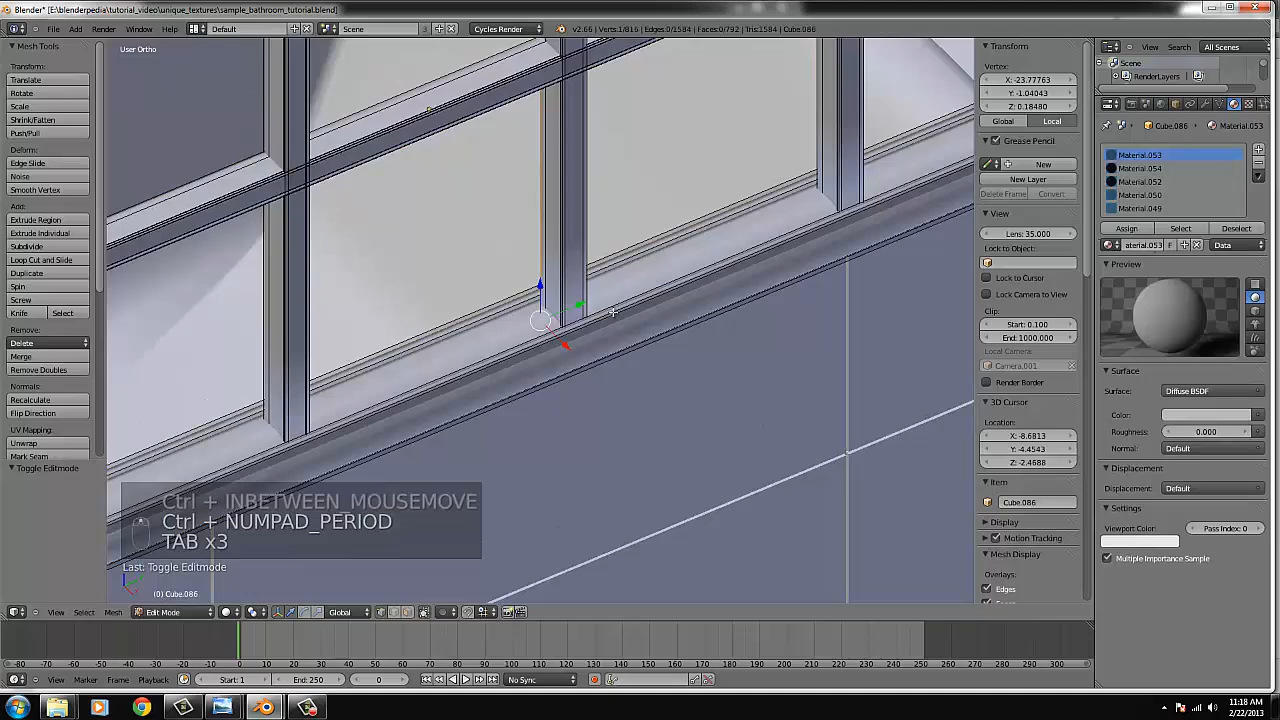 Blender* [E:\blenderpedia\tutorial_video\unique_textures\sample_bathroom_tutorial.blend]
File Add Render Window Help Default Scene 3 Cycles Render v2.66 | Verts:1/816 | Edges:0/1584 | Faces:0/792 | Tris:1584 | Cube.086
View Search All Scenes
Mesh Tools
Transform:
Translate
Rotate
Scale
Shrink/Fatten
Push/Pull
Deform:
Edge Slide
Noise
Smooth Vertex
Add:
Extrude Region
Extrude Individual
Subdivide
Loop Cut and Slide
Duplicate
Spin
Screw
Knife Select
Remove:
Delete
Merge
Remove Doubles
Normals:
Recalculate
Flip Direction
UV Mapping:
Unwrap
Mark Seam
Toggle Editmode
User Ortho
Ctrl + INBETWEEN_MOUSEMOVE
Ctrl + NUMPAD_PERIOD
TAB x3
Last: Toggle Editmode
(0) Cube.086
Transform
Vertex:
X: -23.77763
Y: -1.04043
Z: 0.18480
Global Local
Grease Pencil
New
New Layer
Delete Frame Convert
View
Lens: 35.000
Lock to Object:
Lock to Cursor
Lock Camera to View
Clip:
Start: 0.100
End: 1000.000
Local Camera:
Camera.001
Render Border
3D Cursor
Location:
X: -8.6813
Y: -4.4543
Z: -2.4688
Item
Cube.086
Display
Motion Tracking
Mesh Display
Overlays:
Edges
Scene
RenderLayers
Cube.086 Material.053
Material.053
Material.054
Material.052
Material.050
Material.049
Assign Select Deselect
aterial.053 F Data
Preview
Surface
Surface: Diffuse BSDF
Color:
Roughness: 0.000
Normal: Default
Displacement
Displacement: Default
Settings
Viewport Color: Pass Index: 0
Multiple Importance Sample
View Select Mesh Edit Mode Global
-80 -70 -60 -50 -40 -30 -20 -10 0 10 20 30 40 50 60 70 80 90 100 110 120 130 140 150 160 170 180 190 200 210 220 230 240 250 260 270 280 290 300
View Marker Frame Playback Start: 1 End: 250 0 No Sync
11:18 AM
2/22/2013